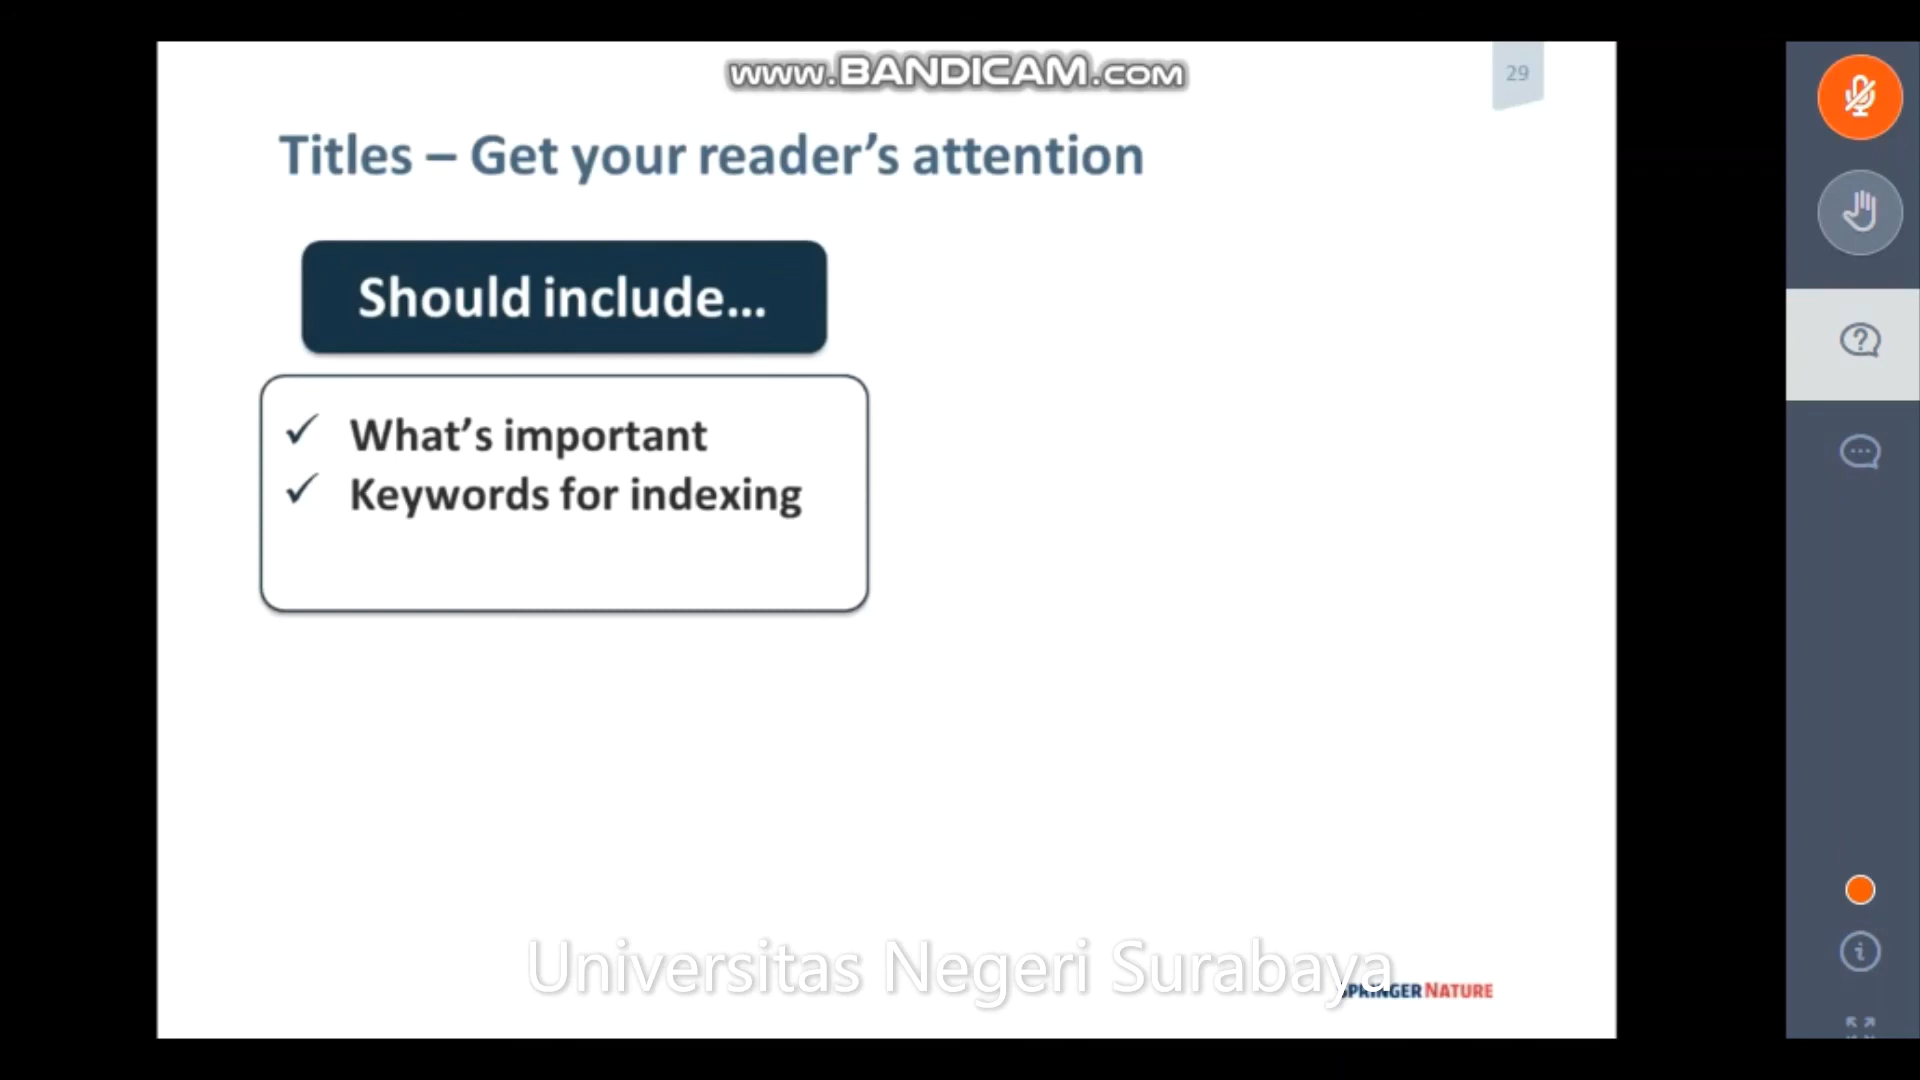 www.BANDICAM.com
29
Titles – Get your reader’s attention
Should include...
✓ What’s important
✓ Keywords for indexing
Universitas Negeri Surabaya
SPRINGER NATURE